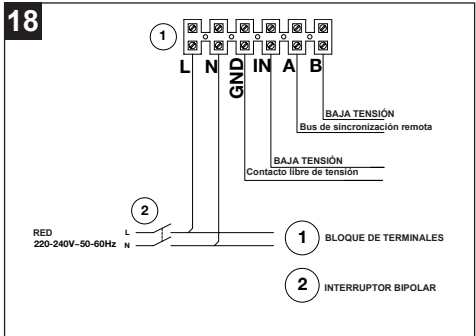 18
1
L N GND IN A B
BAJA TENSIÓN
Bus de sincronización remota
BAJA TENSIÓN
Contacto libre de tensión
2
RED
220-240V~50-60Hz
L
N
1 BLOQUE DE TERMINALES
2 INTERRUPTOR BIPOLAR